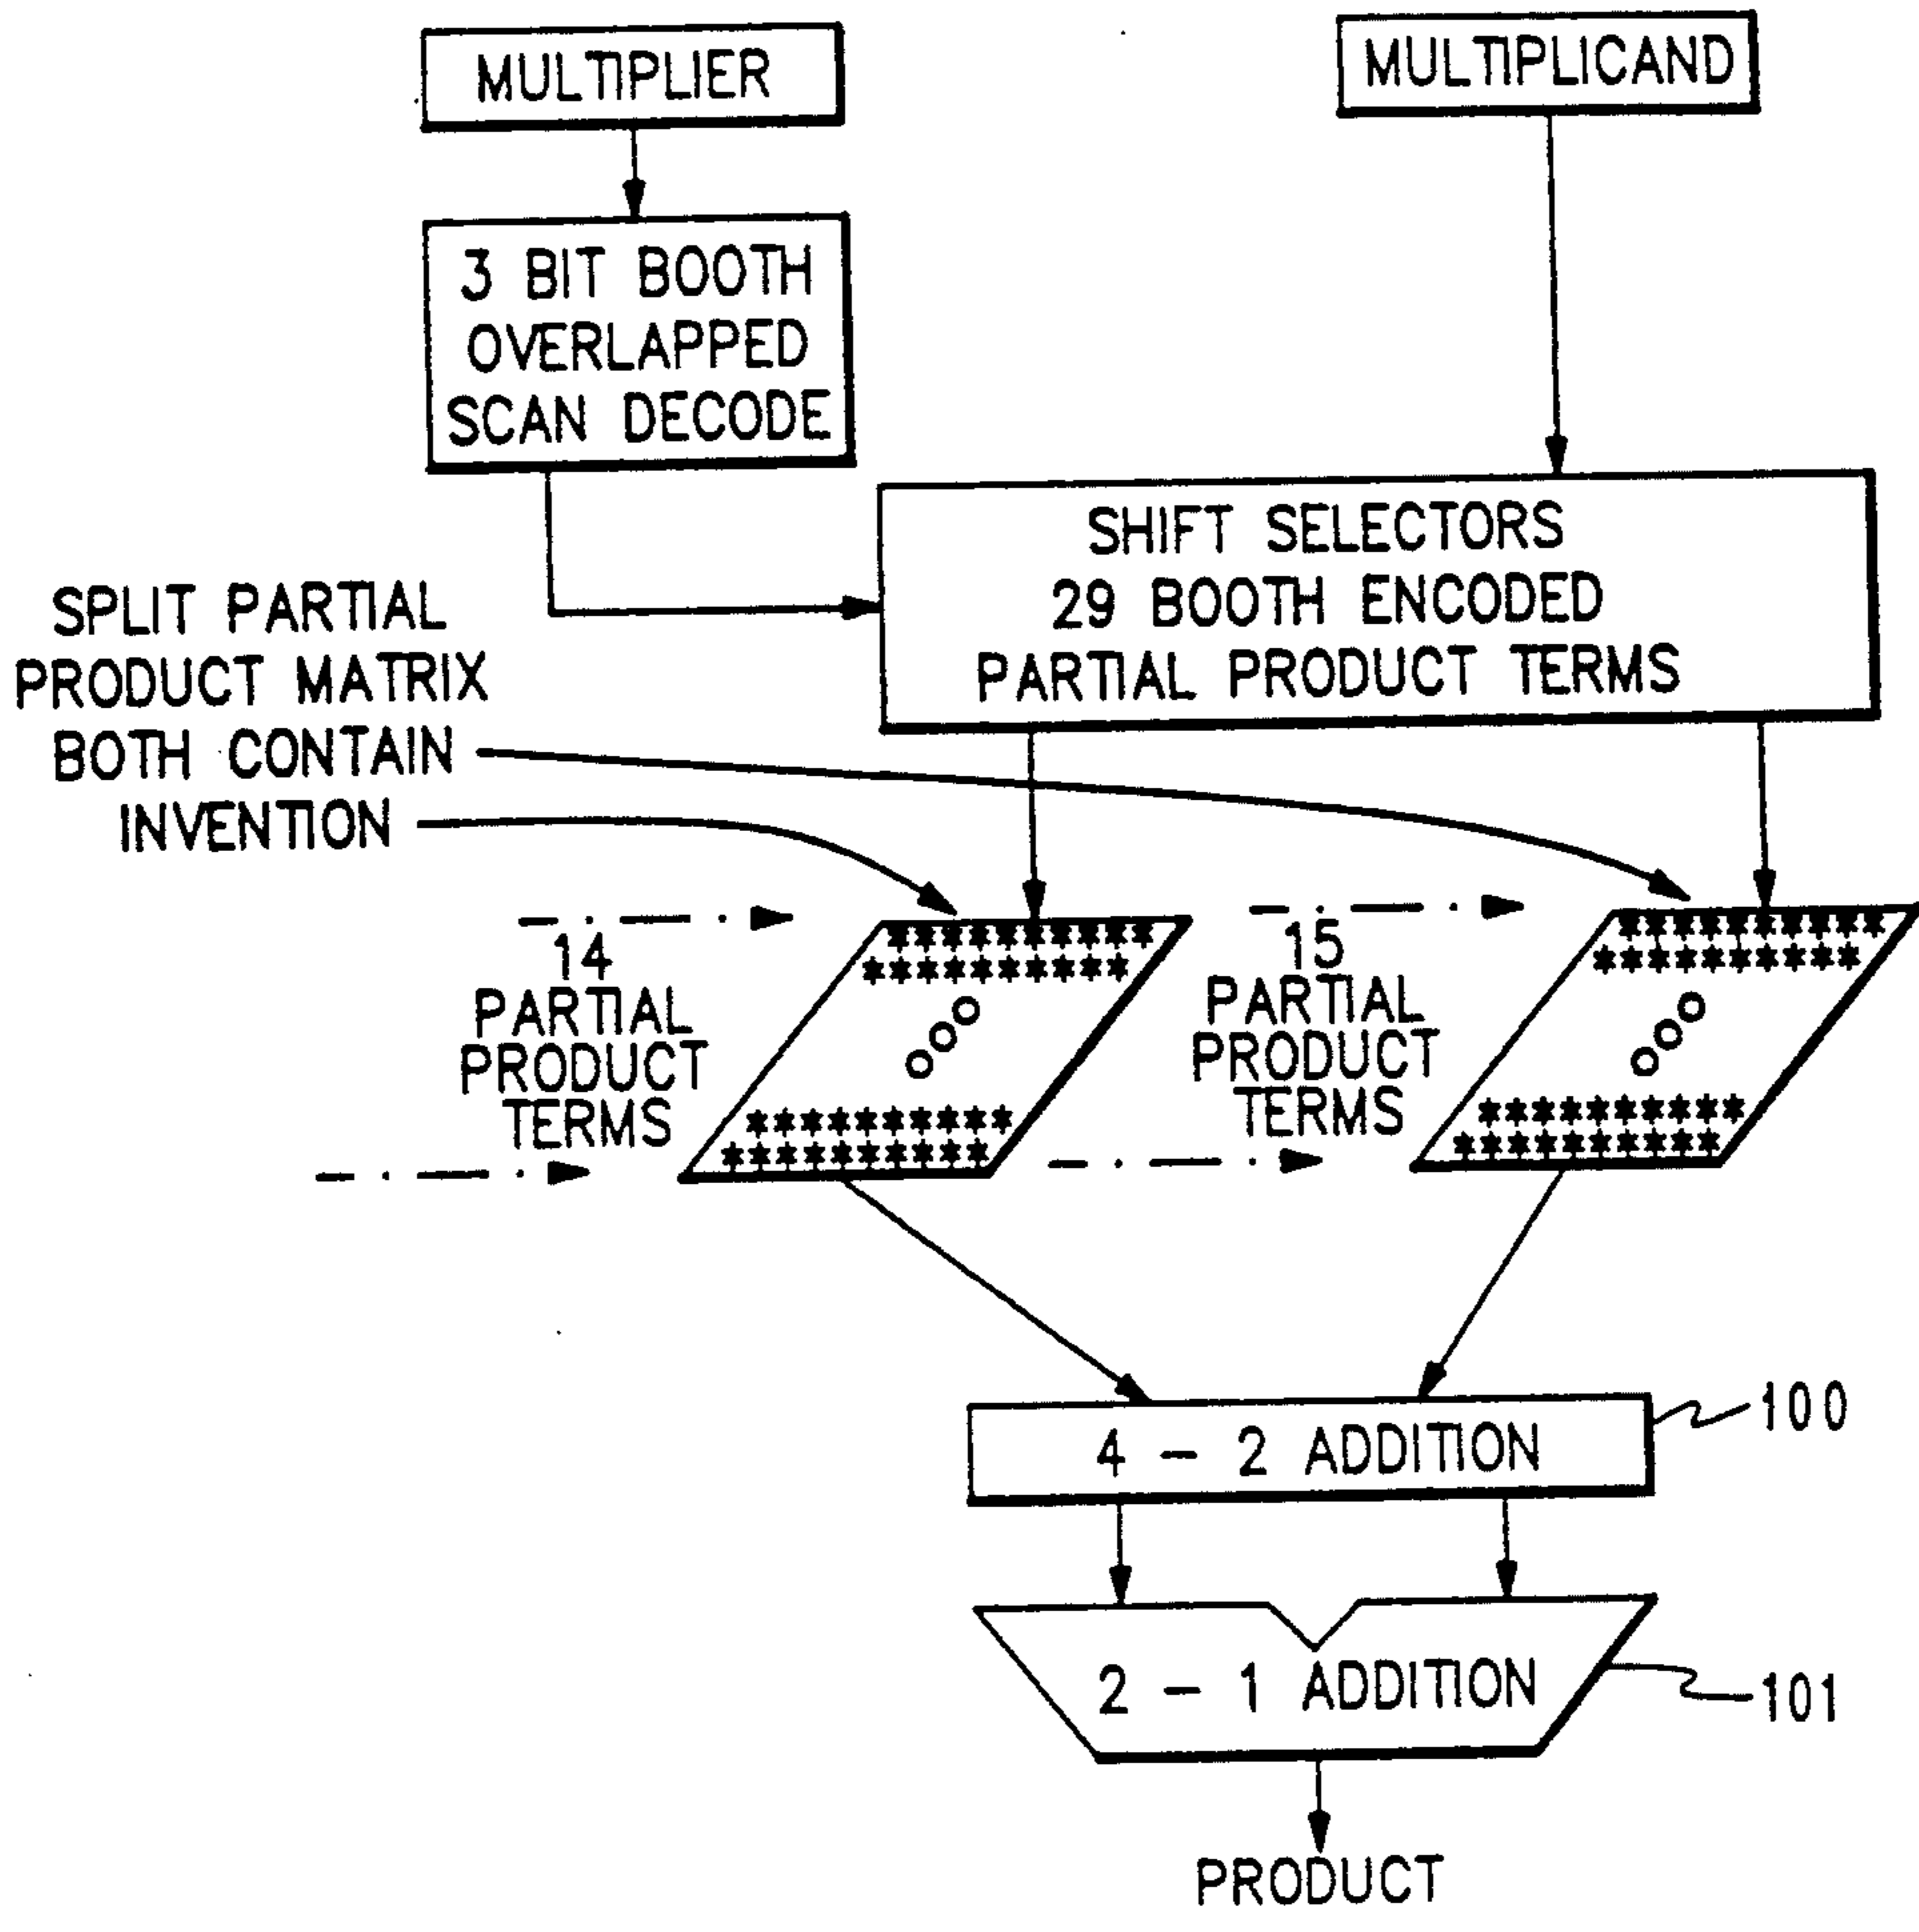 MULTIPLIER
MULTIPLICAND
3 BIT BOOTH
OVERLAPPED
SCAN DECODE
SHIFT SELECTORS
29 BOOTH ENCODED
PARTIAL PRODUCT TERMS
SPLIT PARTIAL
PRODUCT MATRIX
BOTH CONTAIN
INVENTION
14
PARTIAL
PRODUCT
TERMS
15
PARTIAL
PRODUCT
TERMS
4 - 2 ADDITION
100
2 - 1 ADDITION
101
PRODUCT